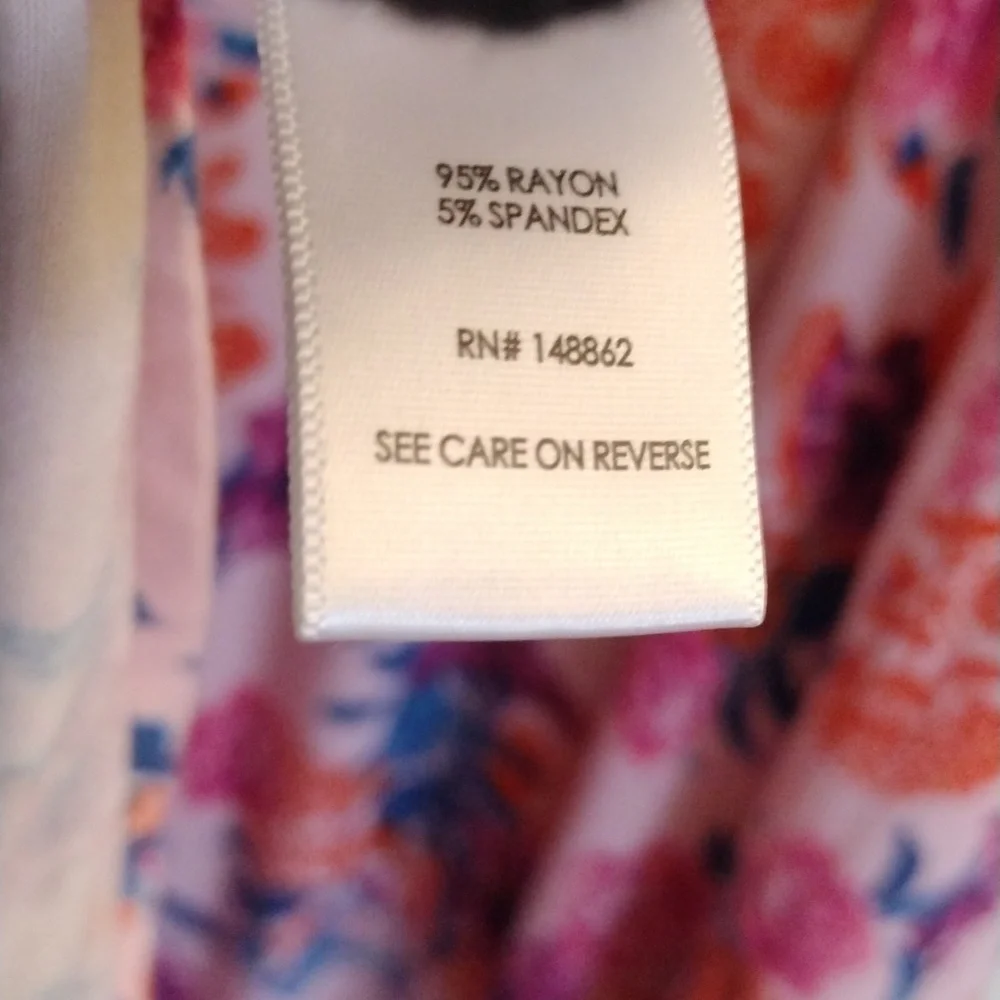 95% RAYON
5% SPANDEX
RN# 148862
SEE CARE ON REVERSE